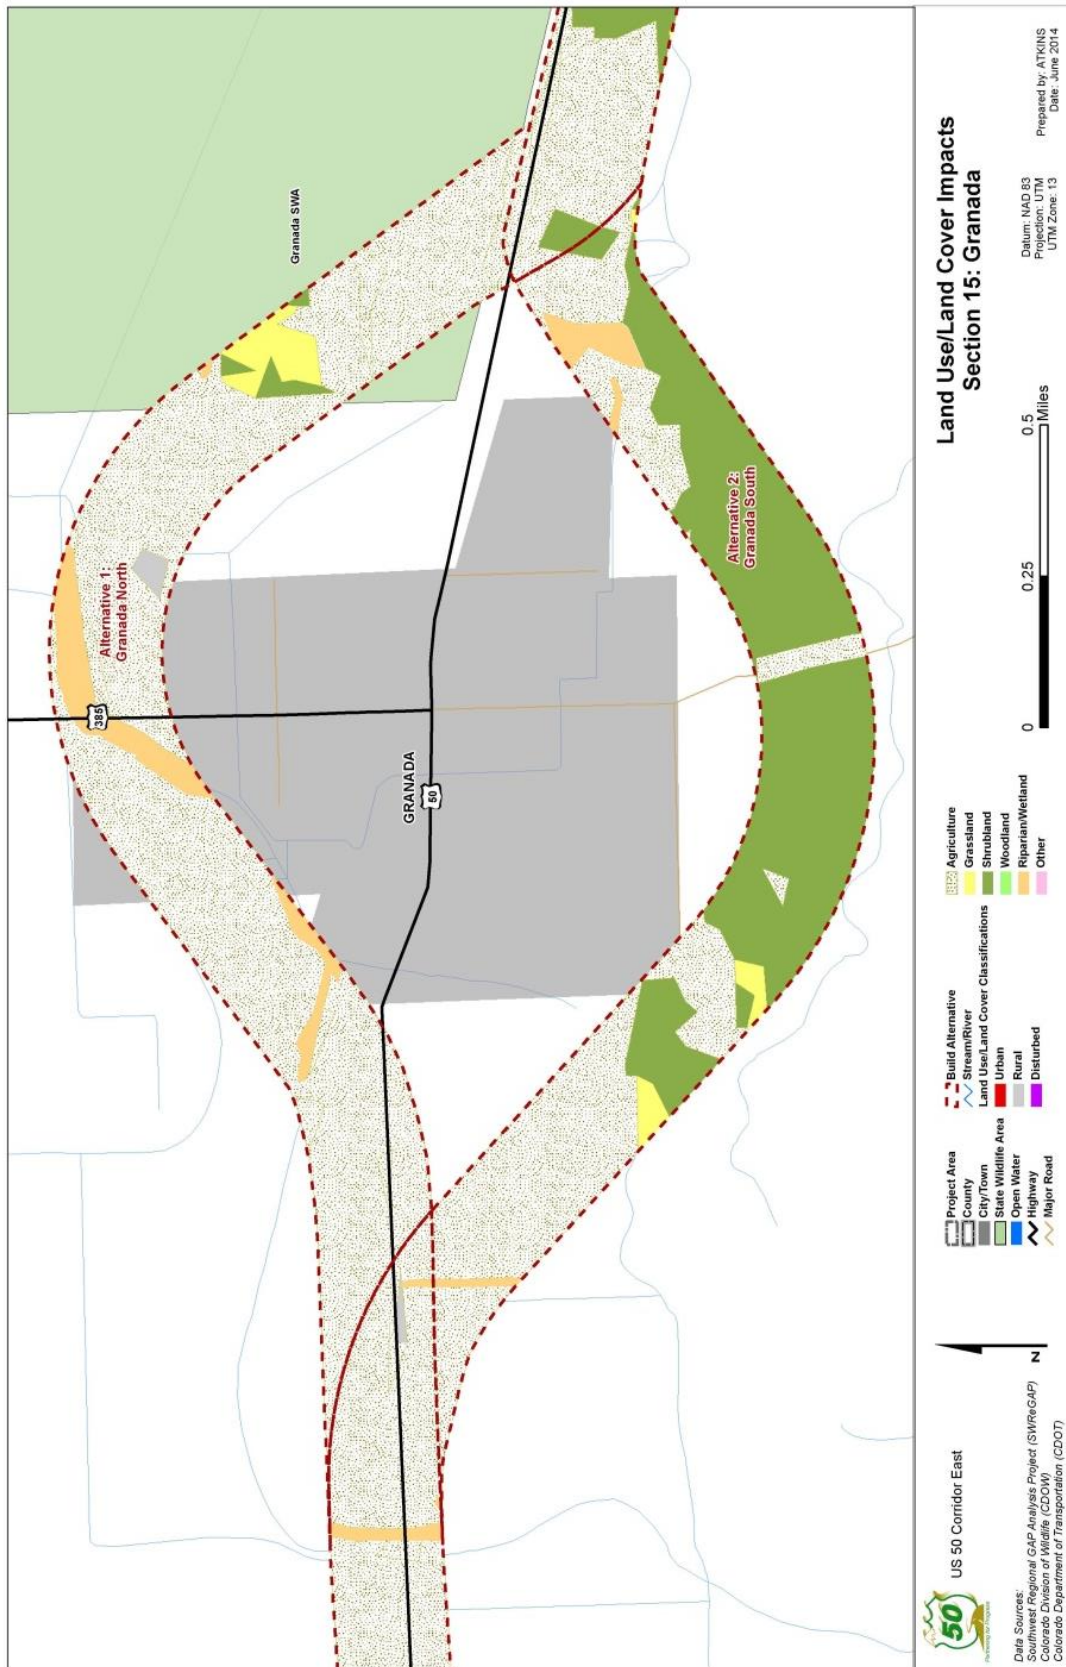 Granada SWA
Alternative 1:
Granada North
385
GRANADA
50
Alternative 2:
Granada South
50
Partnering for Progress
US 50 Corridor East
Data Sources:
Southwest Regional GAP Analysis Project (SWReGAP)
Colorado Division of Wildlife (CDOW)
Colorado Department of Transportation (CDOT)
N
Project Area
County
City/Town
State Wildlife Area
Open Water
Highway
Major Road
Build Alternative
Stream/River
Land Use/Land Cover Classifications
Urban
Rural
Disturbed
Agriculture
Grassland
Shrubland
Woodland
Riparian/Wetland
Other
0 0.25 0.5
Miles
Land Use/Land Cover Impacts
Section 15: Granada
Datum: NAD 83
Projection: UTM
UTM Zone: 13
Prepared by: ATKINS
Date: June 2014